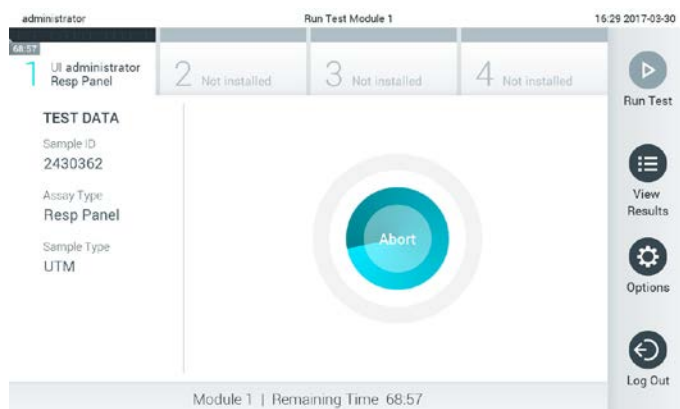 administrator
Run Test Module 1
16:29 2017-03-30
68:57
1 UI administrator
Resp Panel
2 Not installed
3 Not installed
4 Not installed
Run Test
TEST DATA
Sample ID
2430362
Assay Type
Resp Panel
Sample Type
UTM
Abort
View
Results
Options
Log Out
Module 1 | Remaining Time 68:57